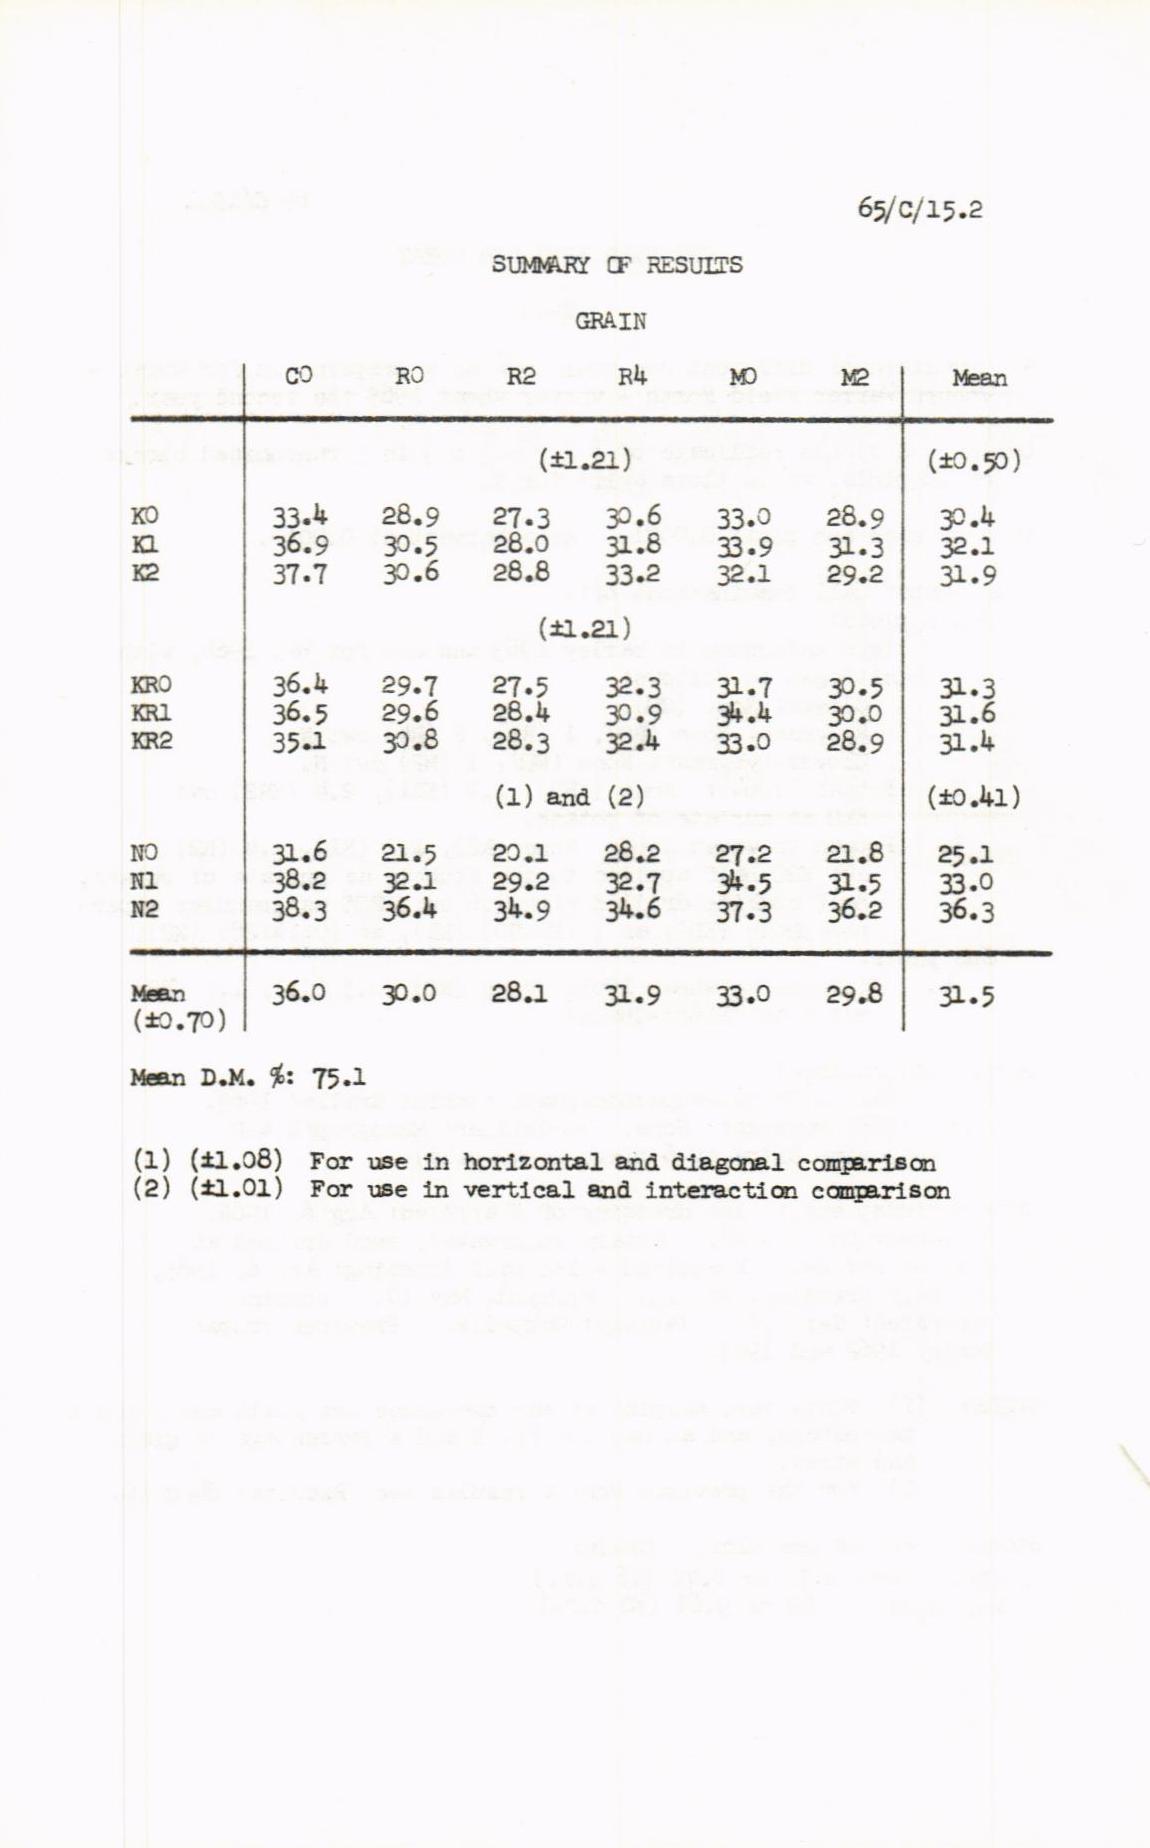 65/C/15.2
SUMMARY OF RESULTS
GRAIN
CO RO R2 R4 MO M2 Mean
(±1.21) (±0.50)
KO 33.4 28.9 27.3 30.6 33.0 28.9 30.4
K1 36.9 30.5 28.0 31.8 33.9 31.3 32.1
K2 37.7 30.6 28.8 33.2 32.1 29.2 31.9
(±1.21)
KRO 36.4 29.7 27.5 32.3 31.7 30.5 31.3
KR1 36.5 29.6 28.4 30.9 34.4 30.0 31.6
KR2 35.1 30.8 28.3 32.4 33.0 28.9 31.4
(1) and (2) (±0.41)
NO 31.6 21.5 20.1 28.2 27.2 21.8 25.1
N1 38.2 32.1 29.2 32.7 34.5 31.5 33.0
N2 38.3 36.4 34.9 34.6 37.3 36.2 36.3
Mean 36.0 30.0 28.1 31.9 33.0 29.8 31.5
(±0.70)
Mean D.M. %: 75.1
(1) (±1.08) For use in horizontal and diagonal comparison
(2) (±1.01) For use in vertical and interaction comparison